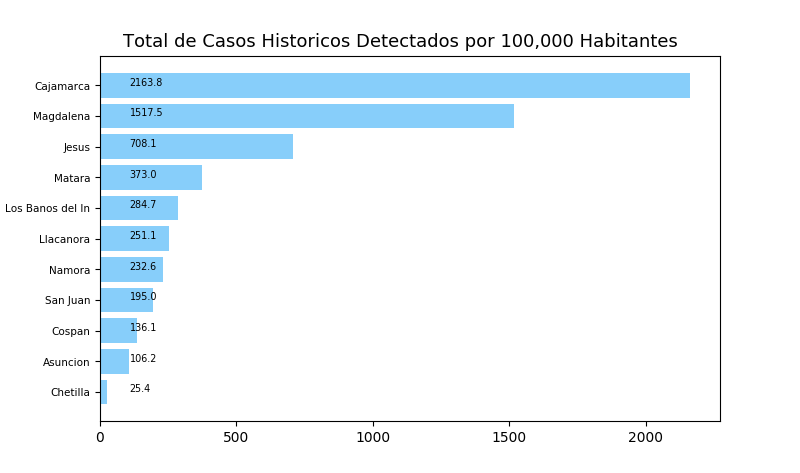 Total de Casos Historicos Detectados por 100,000 Habitantes
Cajamarca 2163.8
Magdalena 1517.5
Jesus 708.1
Matara 373.0
Los Banos del In 284.7
Llacanora 251.1
Namora 232.6
San Juan 195.0
Cospan 136.1
Asuncion 106.2
Chetilla 25.4
0 500 1000 1500 2000